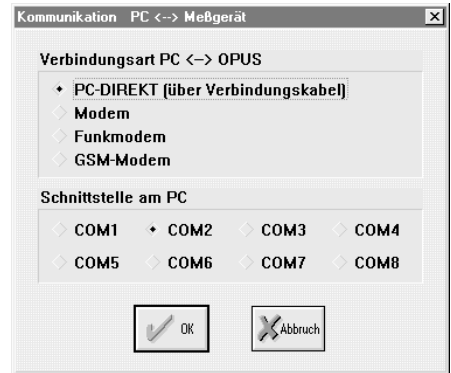 Kommunikation PC <--> Meßgerät
Verbindungsart PC <--> OPUS
PC-DIREKT (über Verbindungskabel)
Modem
Funkmodem
GSM-Modem
Schnittstelle am PC
COM1 COM2 COM3 COM4
COM5 COM6 COM7 COM8
OK Abbruch